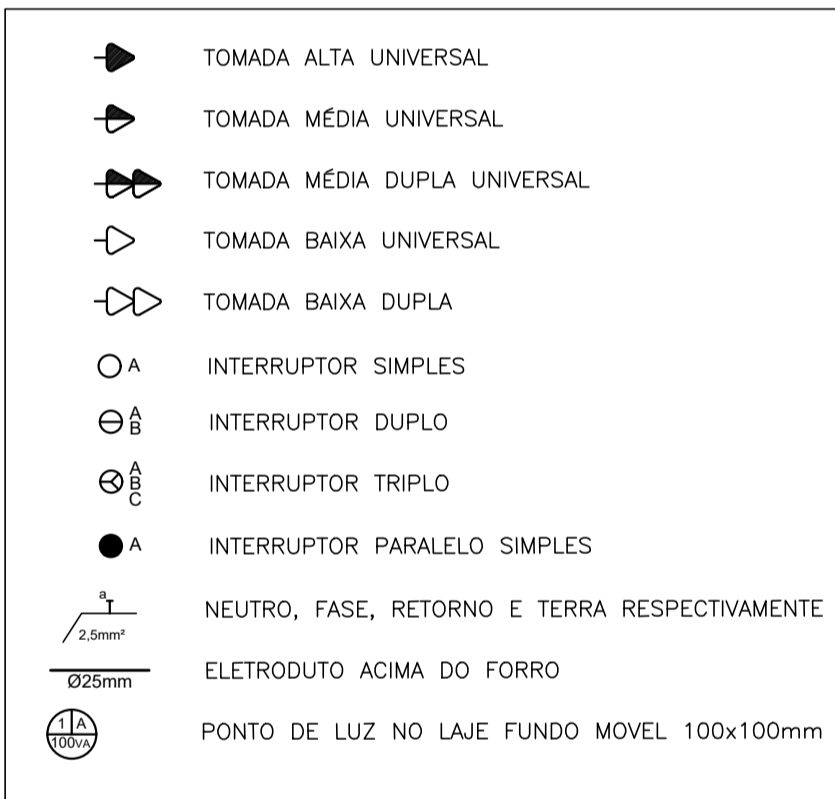 TOMADA ALTA UNIVERSAL
TOMADA MÉDIA UNIVERSAL
TOMADA MÉDIA DUPLA UNIVERSAL
TOMADA BAIXA UNIVERSAL
TOMADA BAIXA DUPLA
A INTERRUPTOR SIMPLES
A
B
INTERRUPTOR DUPLO
A
B
C
INTERRUPTOR TRIPLO
A INTERRUPTOR PARALELO SIMPLES
a
2,5mm²
NEUTRO, FASE, RETORNO E TERRA RESPECTIVAMENTE
Ø25mm
ELETRODUTO ACIMA DO FORRO
1 A
100VA
PONTO DE LUZ NO LAJE FUNDO MOVEL 100x100mm